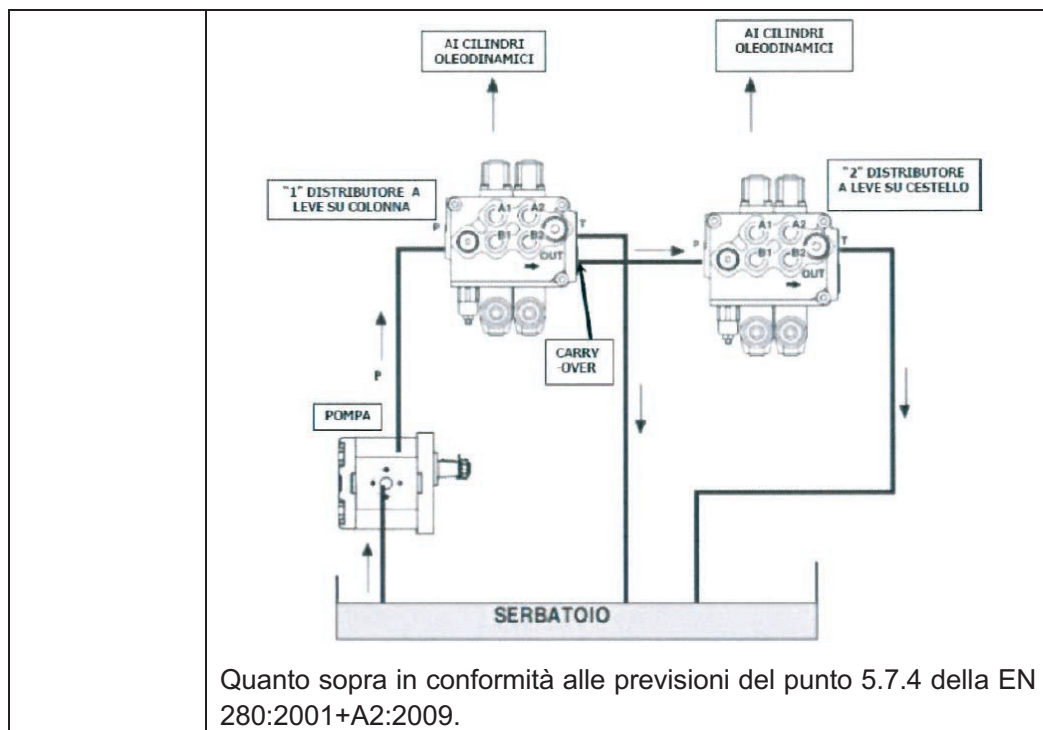 AI CILINDRI
OLEODINAMICI
AI CILINDRI
OLEODINAMICI
"1" DISTRIBUTORE A
LEVE SU COLONNA
"2" DISTRIBUTORE
A LEVE SU CESTELLO
P
A1 A2
B1 B2
T
OUT
P
A1 A2
B1 B2
T
OUT
CARRY
-OVER
P
POMPA
SERBATOIO
Quanto sopra in conformità alle previsioni del punto 5.7.4 della EN
280:2001+A2:2009.